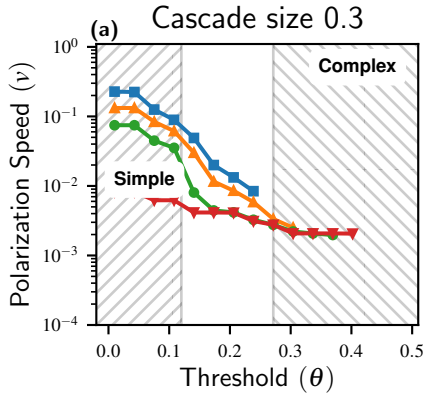 Cascade size 0.3
(a)
Complex
Simple
Polarization Speed (ν)
10⁰
10⁻¹
10⁻²
10⁻³
10⁻⁴
0.0 0.1 0.2 0.3 0.4 0.5
Threshold (θ)